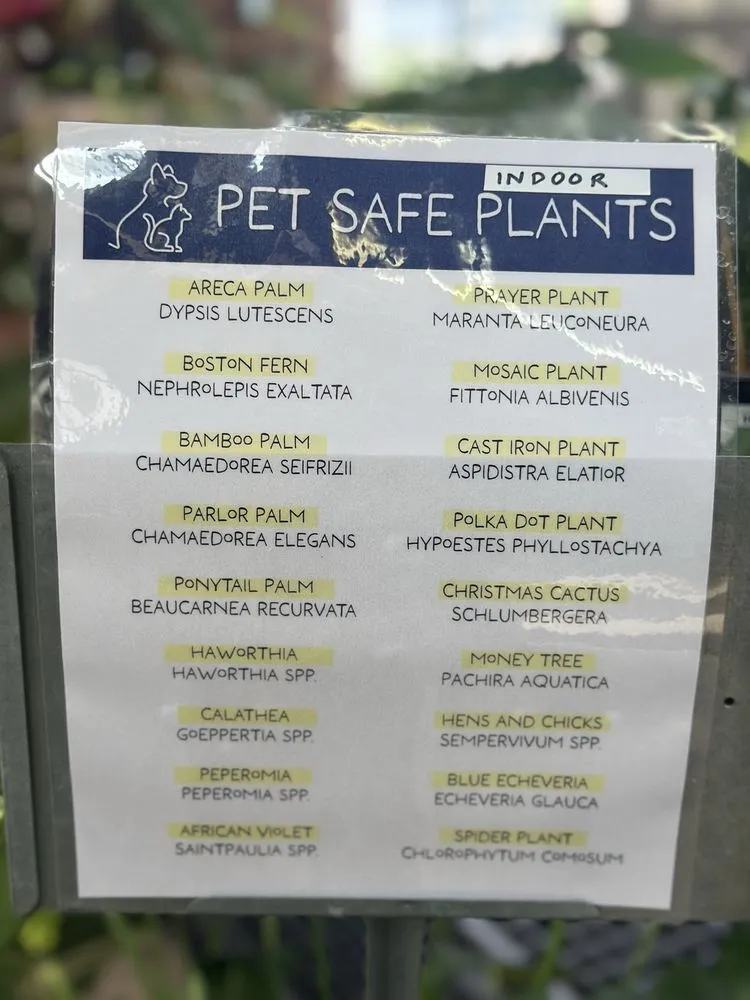 INDOOR
PET SAFE PLANTS
ARECA PALM
DYPSIS LUTESCENS
BOSTON FERN
NEPHROLEPIS EXALTATA
BAMBOO PALM
CHAMAEDOREA SEIFRIZII
PARLOR PALM
CHAMAEDOREA ELEGANS
PONYTAIL PALM
BEAUCARNEA RECURVATA
HAWORTHIA
HAWORTHIA SPP.
CALATHEA
GOEPPERTIA SPP.
PEPEROMIA
PEPEROMIA SPP.
AFRICAN VIOLET
SAINTPAULIA SPP.
PRAYER PLANT
MARANTA LEUCONEURA
MOSAIC PLANT
FITTONIA ALBIVENIS
CAST IRON PLANT
ASPIDISTRA ELATIOR
POLKA DOT PLANT
HYPOESTES PHYLLOSTACHYA
CHRISTMAS CACTUS
SCHLUMBERGERA
MONEY TREE
PACHIRA AQUATICA
HENS AND CHICKS
SEMPERVIVUM SPP.
BLUE ECHEVERIA
ECHEVERIA GLAUCA
SPIDER PLANT
CHLOROPHYTUM COMOSUM